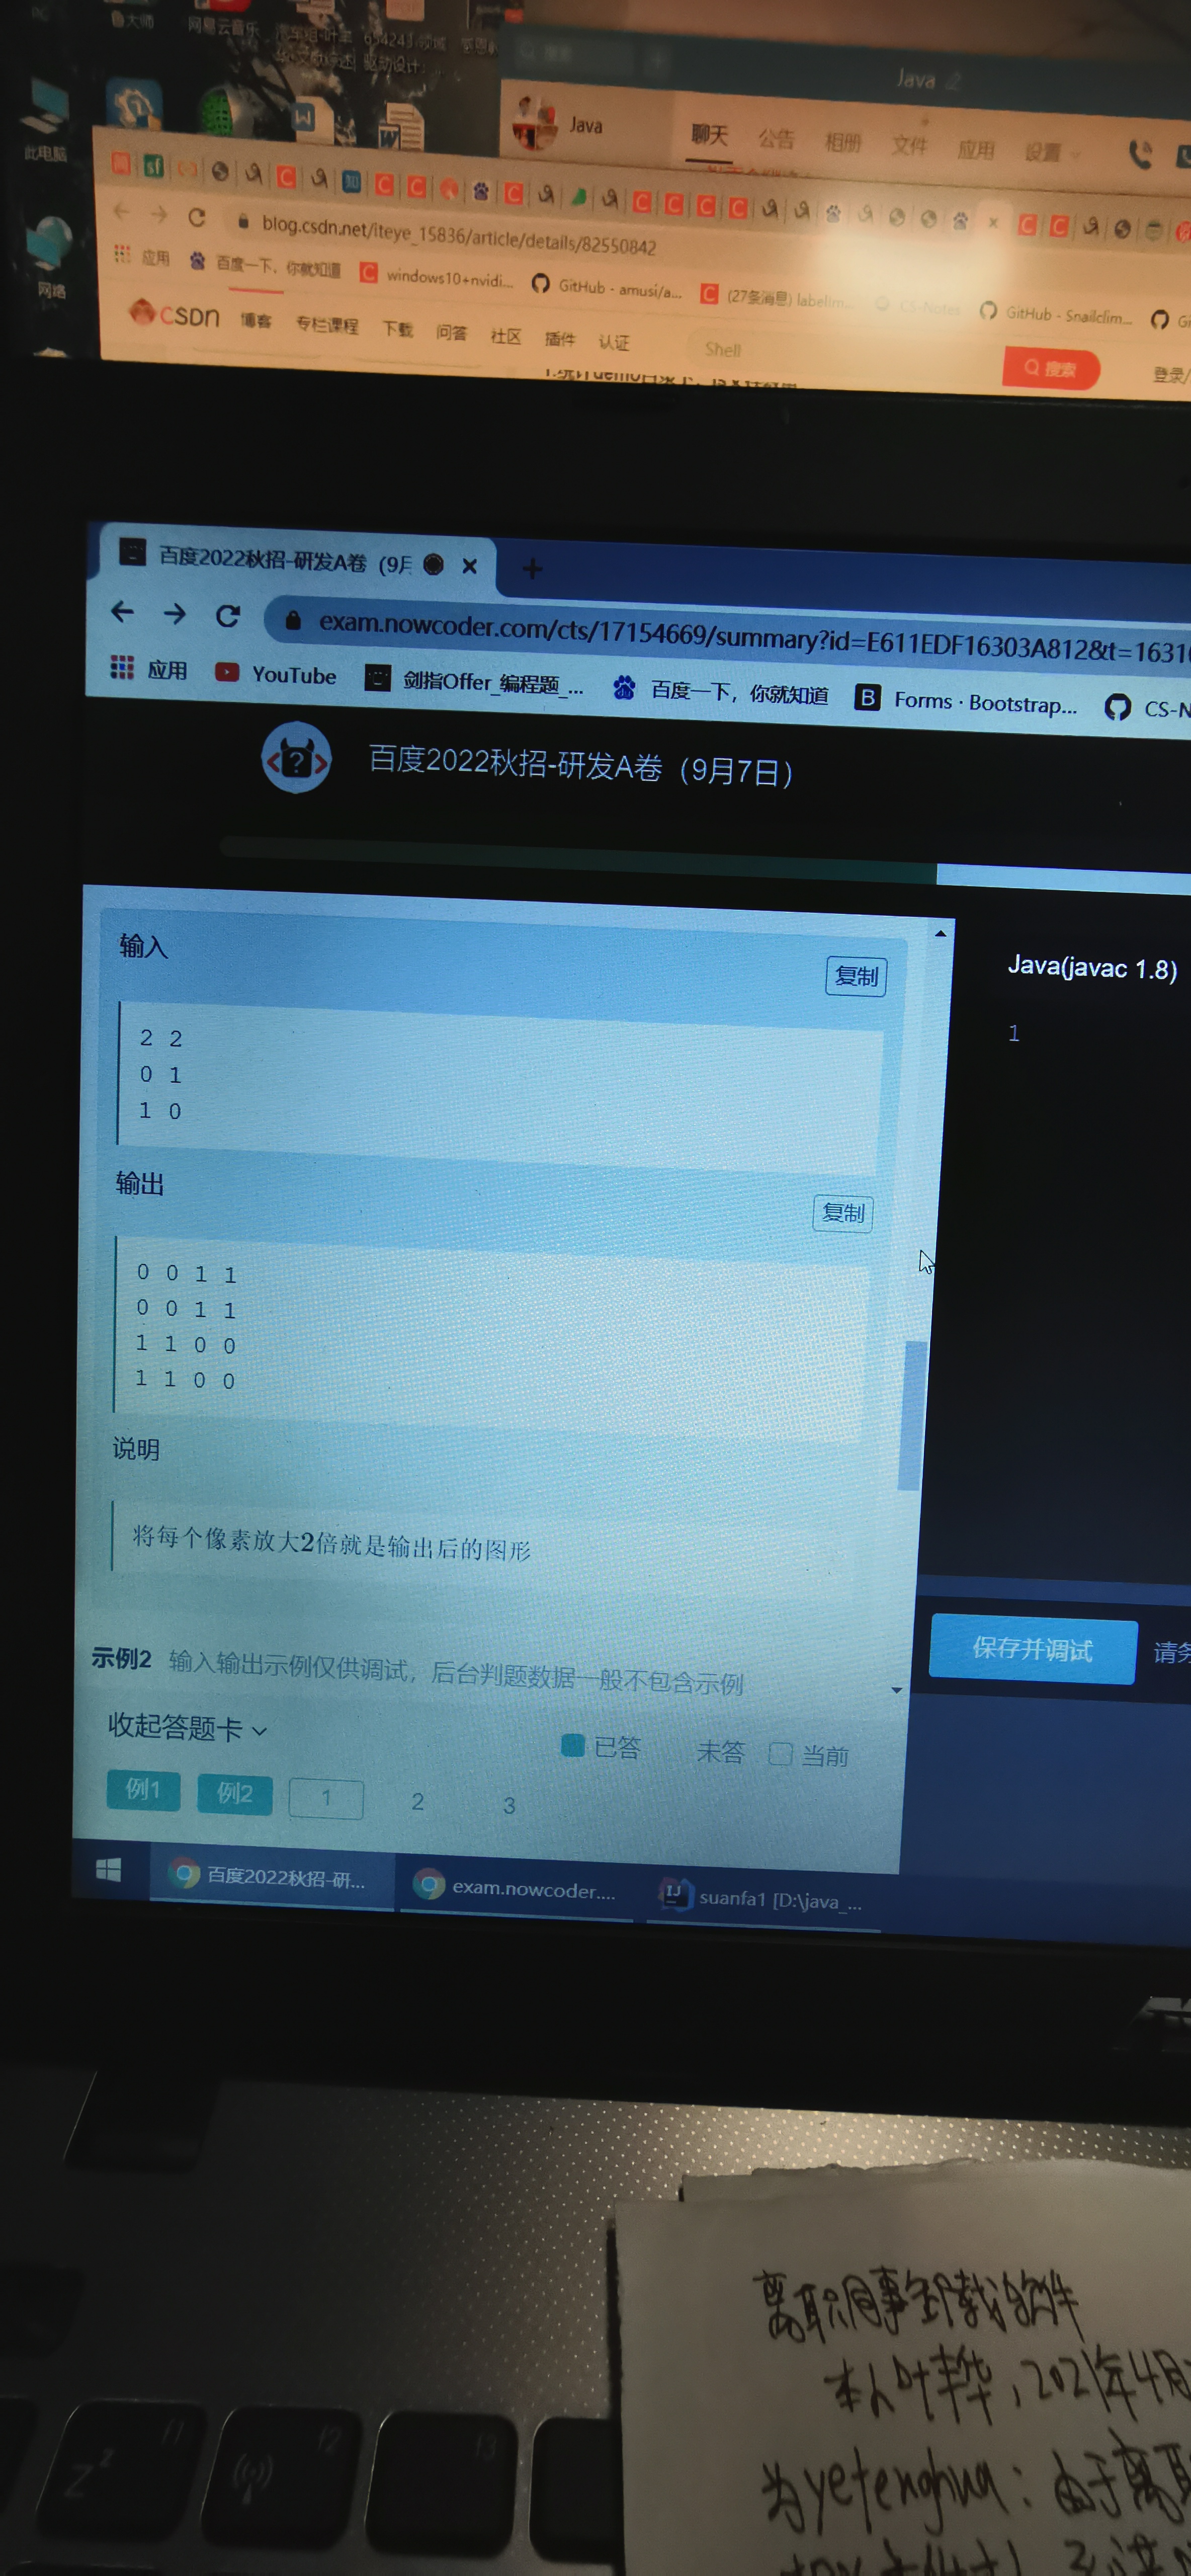 鲁大师
网易云音乐
此电脑
网络
搜索
Java
Java
聊天 公告 相册 文件 应用 设置
blog.csdn.net/iteye_15836/article/details/82550842
应用 百度一下，你就知道 windows10+nvidi... GitHub - amusi/a... (27条消息) labelim... CS-Notes GitHub - Snailclim...
CSDN 博客 专栏课程 下载 问答 社区 插件 认证 Shell 搜索 登录/
百度2022秋招-研发A卷（9月
exam.nowcoder.com/cts/17154669/summary?id=E611EDF16303A812&t=1631
应用 YouTube 剑指Offer_编程题_... 百度一下，你就知道 Forms · Bootstrap... CS-N
百度2022秋招-研发A卷（9月7日）
输入
复制
2 2
0 1
1 0
输出
复制
0 0 1 1
0 0 1 1
1 1 0 0
1 1 0 0
说明
将每个像素放大2倍就是输出后的图形
示例2 输入输出示例仅供调试，后台判题数据一般不包含示例
收起答题卡
已答 未答 当前
例1 例2 1 2 3
Java(javac 1.8)
1
保存并调试 请务
百度2022秋招-研... exam.nowcoder.... suanfa1 [D:\java_...
离职同事卸载软件
本人叶丰华，2021年4月
为yefenghua：由于离职
f1 f2 f3